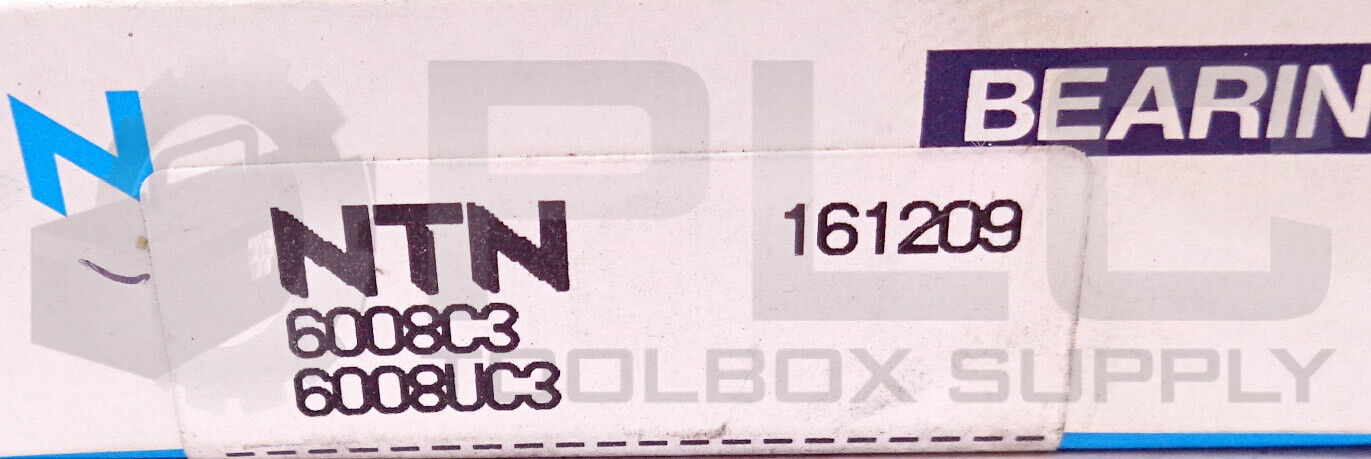 N
BEARIN
NTN
161209
6008C3
6008UC3
PLC
TOOLBOX SUPPLY